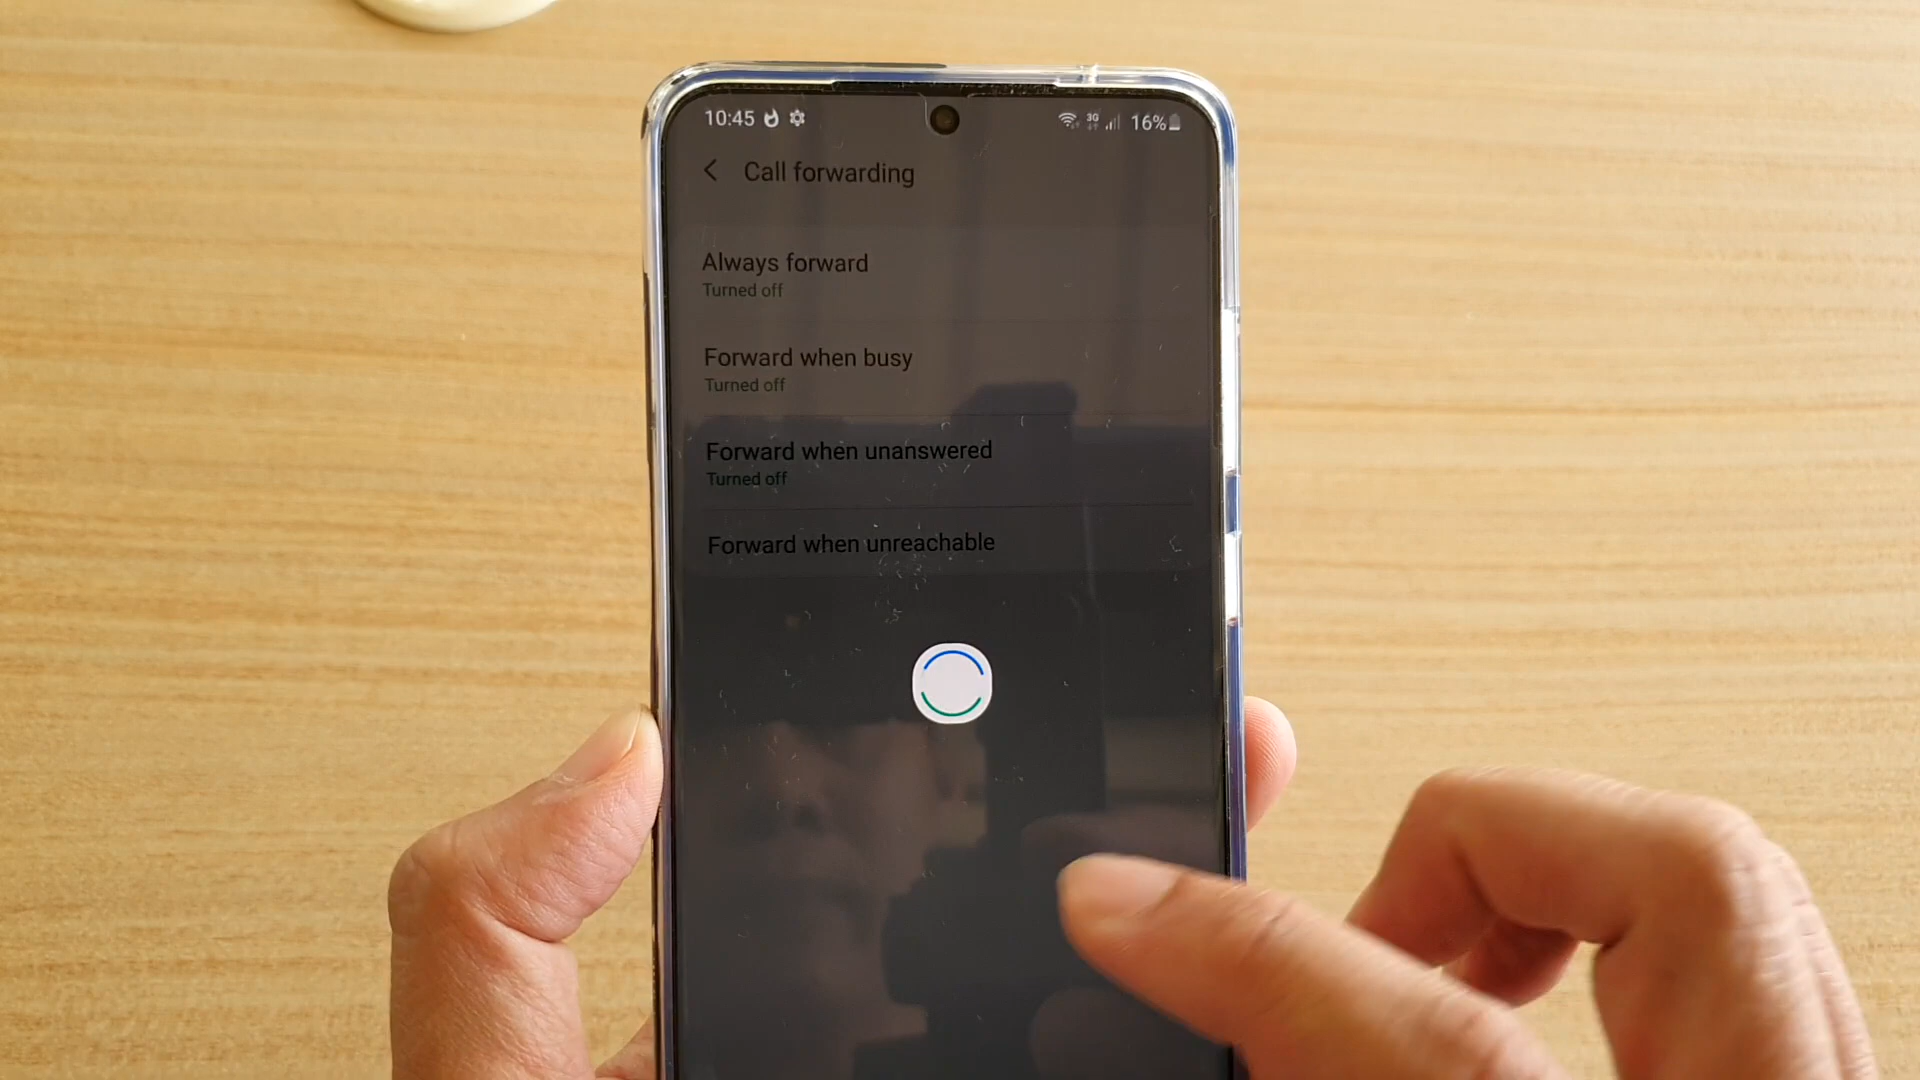 10:45
3G
16%
Call forwarding
Always forward
Turned off
Forward when busy
Turned off
Forward when unanswered
Turned off
Forward when unreachable